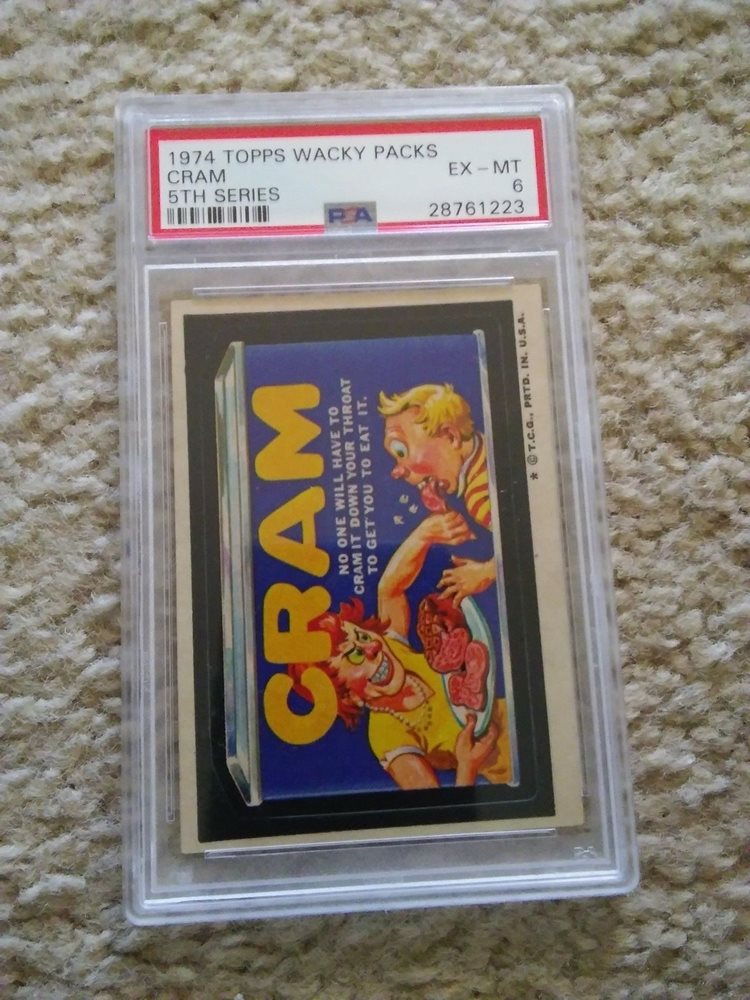 1974 TOPPS WACKY PACKS
CRAM
5TH SERIES
EX - MT
6
PSA
28761223
CRAM
NO ONE WILL HAVE TO
CRAM IT DOWN YOUR THROAT
TO GET YOU TO EAT IT.
* © T.C.G., PRTD. IN. U.S.A.